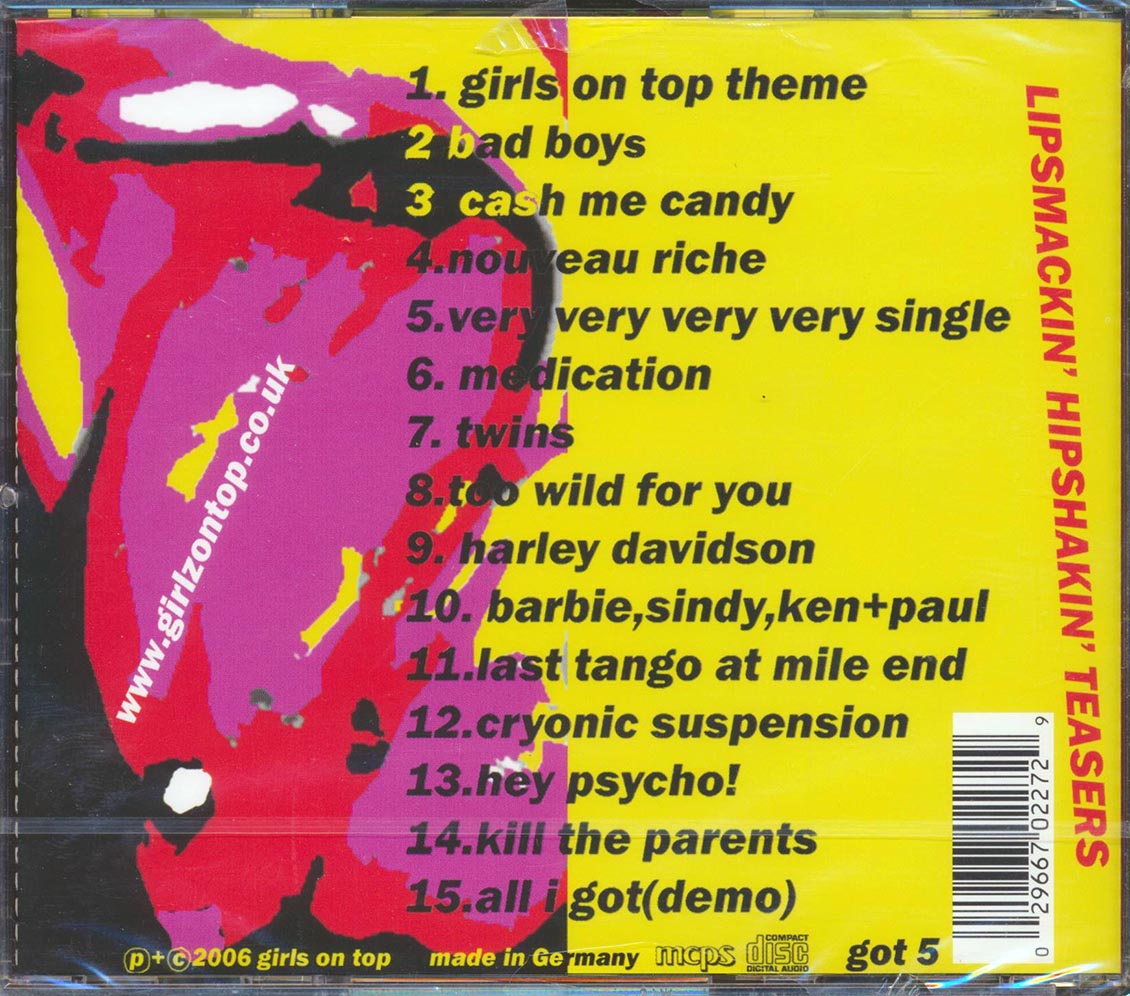 1. girls on top theme
2 bad boys
3 cash me candy
4.nouveau riche
5.very very very very single
6. medication
7. twins
8.too wild for you
9. harley davidson
10. barbie,sindy,ken+paul
11.last tango at mile end
12.cryonic suspension
13.hey psycho!
14.kill the parents
15.all i got(demo)
www.girlzontop.co.uk
LIPSMACKIN' HIPSHAKIN' TEASERS
0 29667 02272 9
p+c2006 girls on top
made in Germany
mcps
COMPACT
disc
DIGITAL AUDIO
got 5